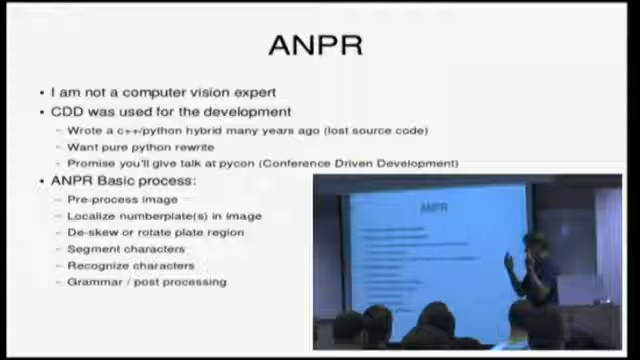 ANPR
• I am not a computer vision expert
• CDD was used for the development
– Wrote a c++/python hybrid many years ago (lost source code)
– Want pure python rewrite
– Promise you'll give talk at pycon (Conference Driven Development)
• ANPR Basic process:
– Pre-process image
– Localize numberplate(s) in image
– De-skew or rotate plate region
– Segment characters
– Recognize characters
– Grammar / post processing
ANPR